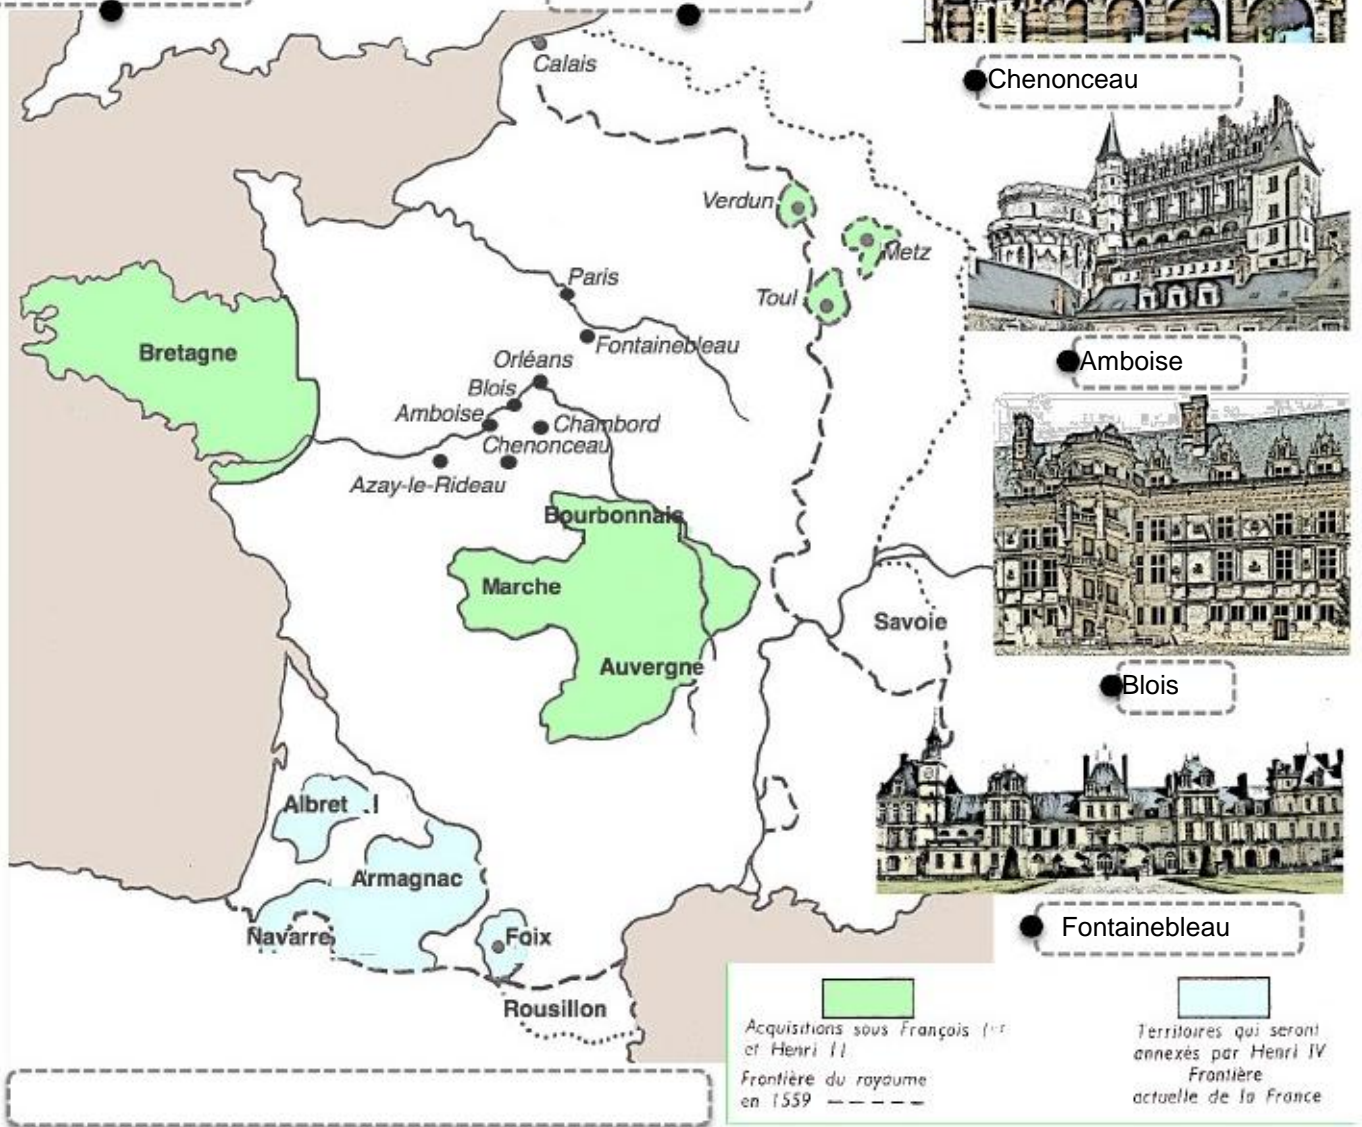 Calais
Chenonceau
Verdun
Metz
Paris
Toul
Fontainebleau
Bretagne
Orléans
Blois
Amboise
Chambord
Chenonceau
Azay-le-Rideau
Amboise
Bourbonnais
Marche
Savoie
Auvergne
Blois
Albret
Armagnac
Navarre
Foix
Fontainebleau
Rousillon
Acquisitions sous François
et Henri II
Frontière du royaume
en 1559
Territoires qui seront
annexés par Henri IV
Frontière
actuelle de la France